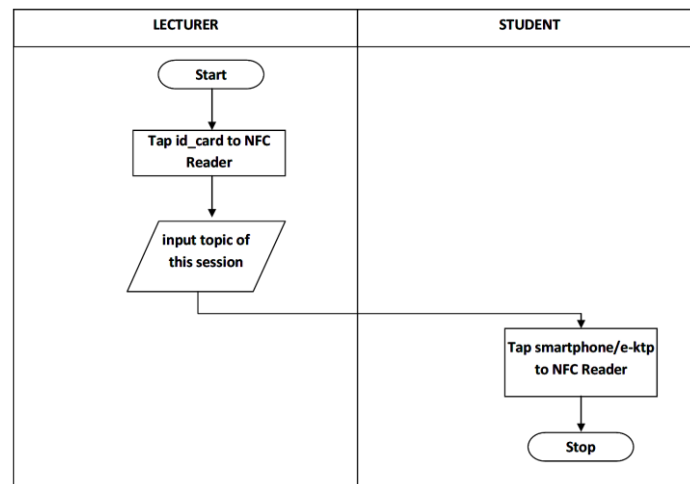 LECTURER
STUDENT
Start
Tap id_card to NFC
Reader
input topic of
this session
Tap smartphone/e-ktp
to NFC Reader
Stop